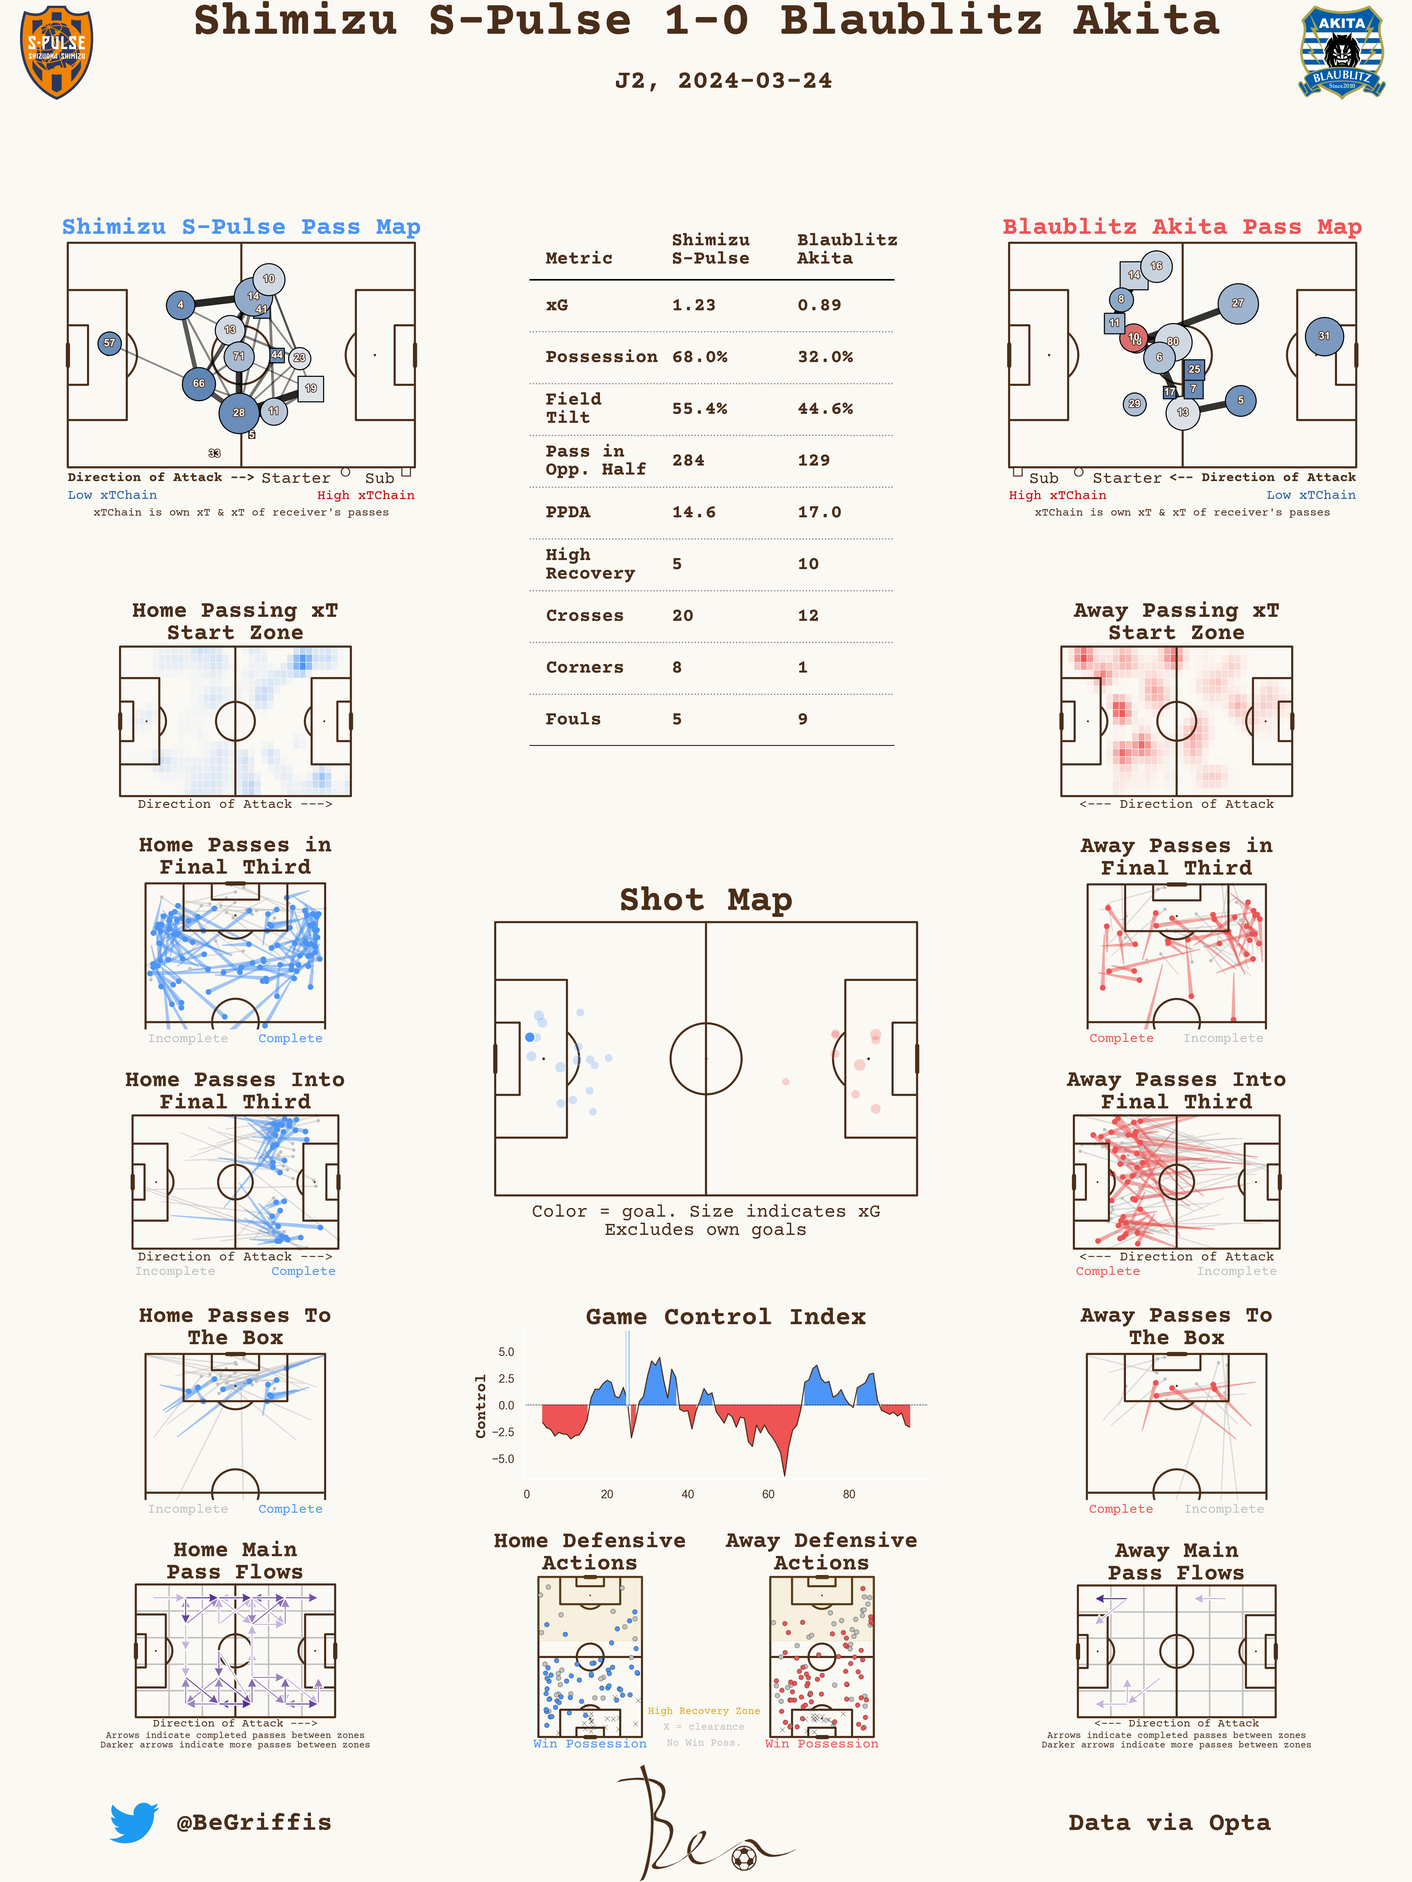 Shimizu S-Pulse 1-0 Blaublitz Akita
J2, 2024-03-24
S-PULSE
SHIZUOKA SHIMIZU
AKITA
BLAUBLITZ
Since2010
Shimizu S-Pulse Pass Map
10
14
41
4
13
57
71
44
23
66
19
28
11
5
33
Direction of Attack --> Starter Sub
Low xTChain High xTChain
xTChain is own xT & xT of receiver's passes
Metric Shimizu S-Pulse Blaublitz Akita
xG 1.23 0.89
Possession 68.0% 32.0%
Field Tilt 55.4% 44.6%
Pass in Opp. Half 284 129
PPDA 14.6 17.0
High Recovery 5 10
Crosses 20 12
Corners 8 1
Fouls 5 9
Blaublitz Akita Pass Map
16
14
8
27
11
10
80
31
6
25
7
17
29
13
5
Sub Starter <-- Direction of Attack
High xTChain Low xTChain
xTChain is own xT & xT of receiver's passes
Home Passing xT
Start Zone
Direction of Attack --->
Away Passing xT
Start Zone
<--- Direction of Attack
Home Passes in
Final Third
Incomplete Complete
Away Passes in
Final Third
Complete Incomplete
Shot Map
Color = goal. Size indicates xG
Excludes own goals
Home Passes Into
Final Third
Direction of Attack --->
Incomplete Complete
Away Passes Into
Final Third
<--- Direction of Attack
Complete Incomplete
Home Passes To
The Box
Incomplete Complete
Game Control Index
Control
5.0
2.5
0.0
−2.5
−5.0
0 20 40 60 80
Away Passes To
The Box
Complete Incomplete
Home Main
Pass Flows
Direction of Attack --->
Arrows indicate completed passes between zones
Darker arrows indicate more passes between zones
Home Defensive
Actions
Win Possession
High Recovery Zone
X = clearance
No Win Poss.
Away Defensive
Actions
Win Possession
Away Main
Pass Flows
<--- Direction of Attack
Arrows indicate completed passes between zones
Darker arrows indicate more passes between zones
@BeGriffis
Ben
Data via Opta